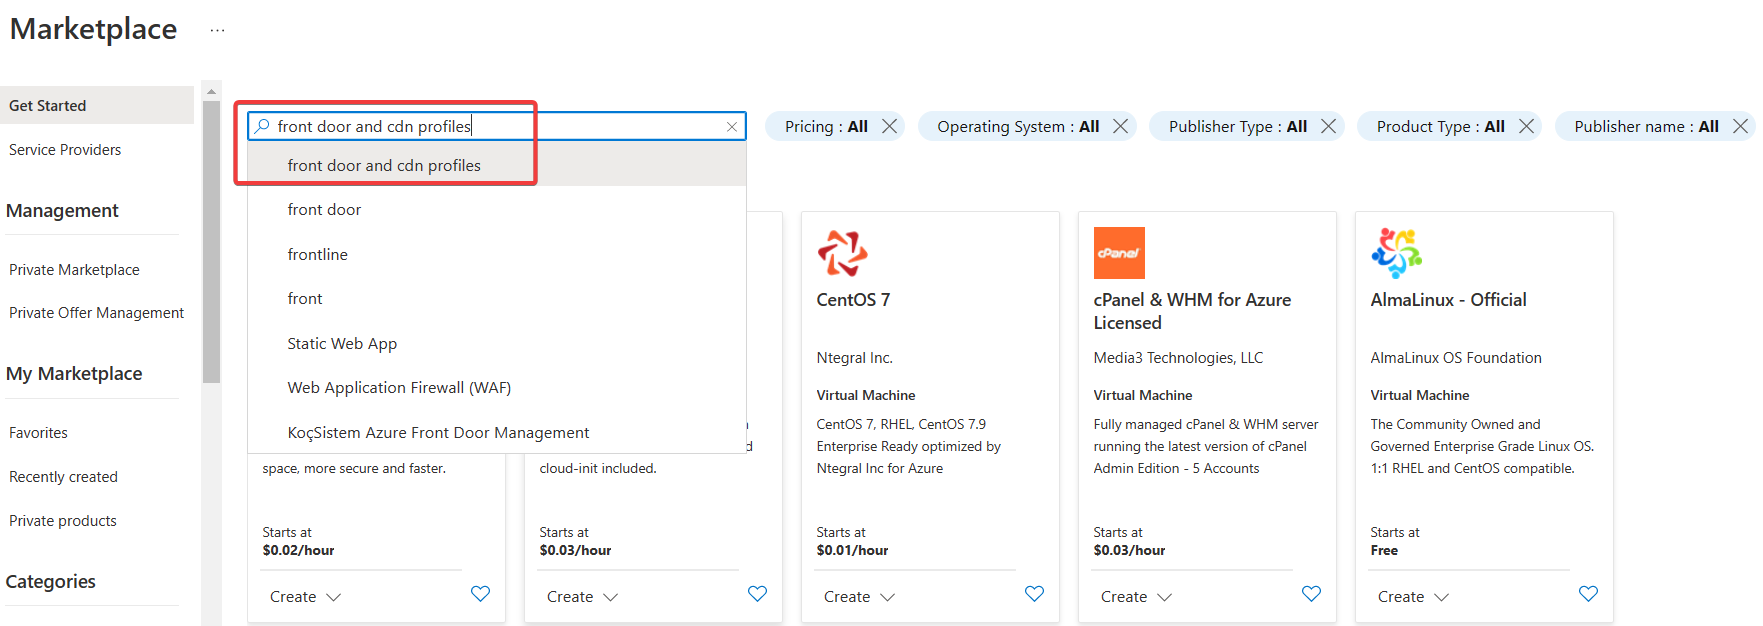 Marketplace ...
Get Started
Service Providers
Management
Private Marketplace
Private Offer Management
My Marketplace
Favorites
Recently created
Private products
Categories
front door and cdn profiles
Pricing : All
Operating System : All
Publisher Type : All
Product Type : All
Publisher name : All
front door and cdn profiles
front door
frontline
front
Static Web App
Web Application Firewall (WAF)
KoçSistem Azure Front Door Management
space, more secure and faster.
Starts at
$0.02/hour
Create
cloud-init included.
Starts at
$0.03/hour
Create
CentOS 7
Ntegral Inc.
Virtual Machine
CentOS 7, RHEL, CentOS 7.9
Enterprise Ready optimized by
Ntegral Inc for Azure
Starts at
$0.01/hour
Create
cPanel
cPanel & WHM for Azure
Licensed
Media3 Technologies, LLC
Virtual Machine
Fully managed cPanel & WHM server
running the latest version of cPanel
Admin Edition - 5 Accounts
Starts at
$0.03/hour
Create
AlmaLinux - Official
AlmaLinux OS Foundation
Virtual Machine
The Community Owned and
Governed Enterprise Grade Linux OS.
1:1 RHEL and CentOS compatible.
Starts at
Free
Create